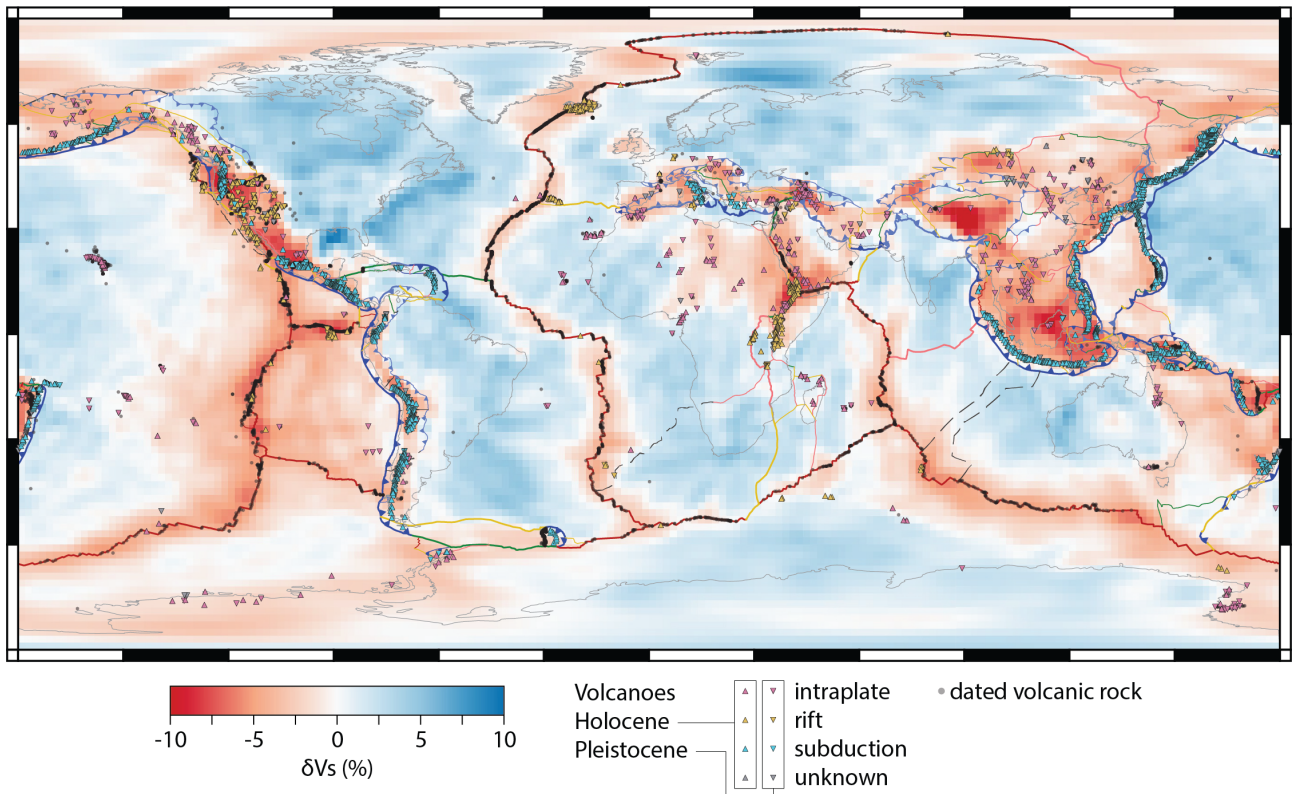 -10 -5 0 5 10
δVs (%)
Volcanoes
Holocene
Pleistocene
intraplate
rift
subduction
unknown
dated volcanic rock